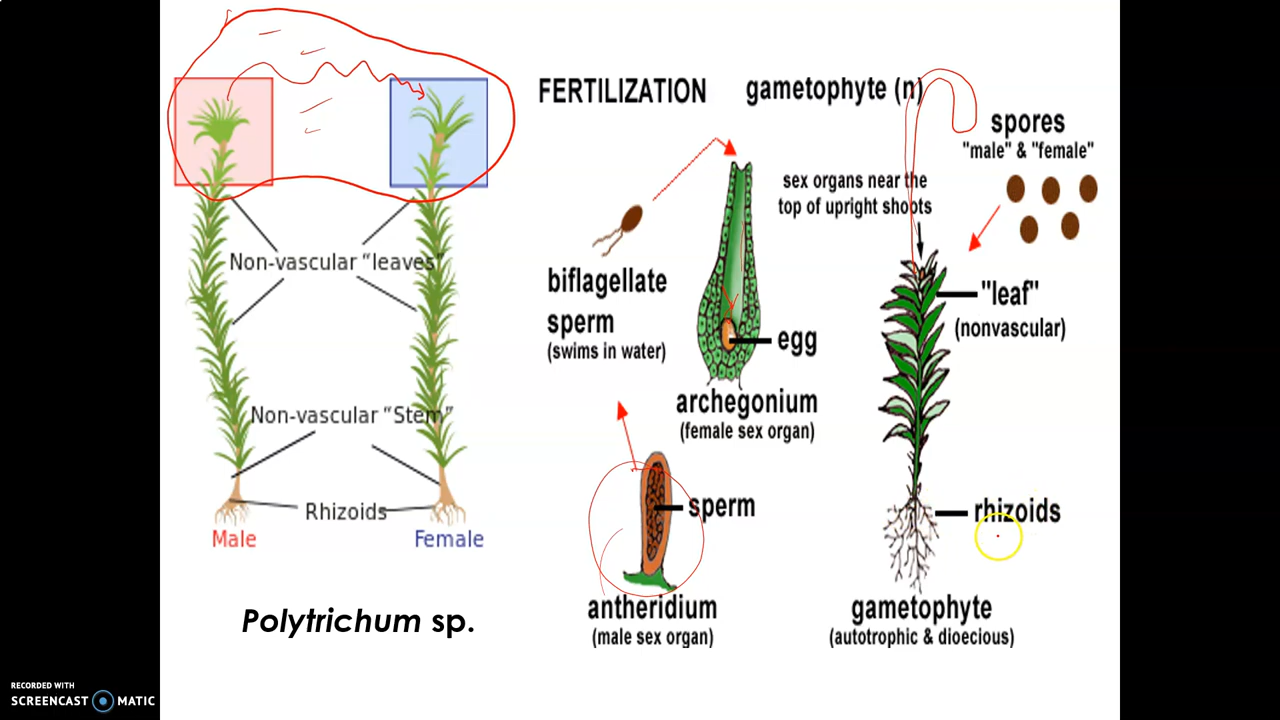 FERTILIZATION
gametophyte (n)
spores
"male" & "female"
sex organs near the
top of upright shoots
Non-vascular “leaves”
biflagellate
sperm
(swims in water)
"leaf"
(nonvascular)
egg
archegonium
(female sex organ)
Non-vascular “Stem”
sperm
Rhizoids
rhizoids
Male
Female
antheridium
(male sex organ)
gametophyte
(autotrophic & dioecious)
Polytrichum sp.
RECORDED WITH
SCREENCAST MATIC